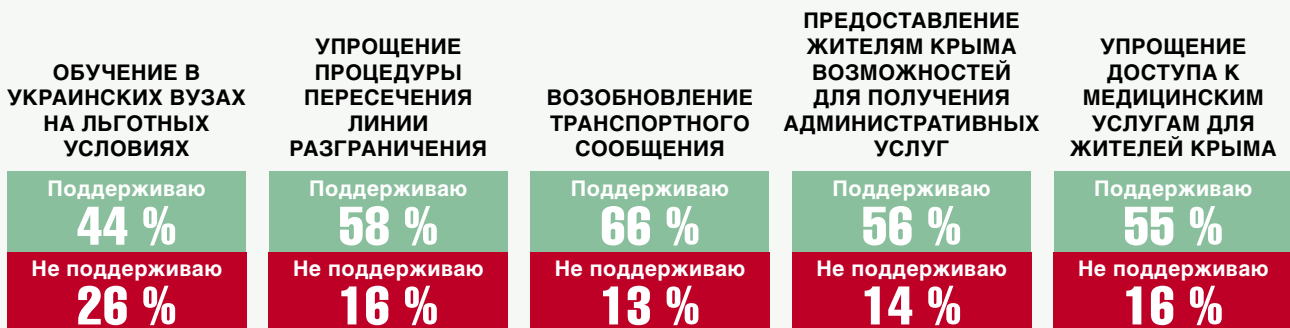 ОБУЧЕНИЕ В
УКРАИНСКИХ ВУЗАХ
НА ЛЬГОТНЫХ
УСЛОВИЯХ
Поддерживаю
44 %
Не поддерживаю
26 %
УПРОЩЕНИЕ
ПРОЦЕДУРЫ
ПЕРЕСЕЧЕНИЯ
ЛИНИИ
РАЗГРАНИЧЕНИЯ
Поддерживаю
58 %
Не поддерживаю
16 %
ВОЗОБНОВЛЕНИЕ
ТРАНСПОРТНОГО
СООБЩЕНИЯ
Поддерживаю
66 %
Не поддерживаю
13 %
ПРЕДОСТАВЛЕНИЕ
ЖИТЕЛЯМ КРЫМА
ВОЗМОЖНОСТЕЙ
ДЛЯ ПОЛУЧЕНИЯ
АДМИНИСТРАТИВНЫХ
УСЛУГ
Поддерживаю
56 %
Не поддерживаю
14 %
УПРОЩЕНИЕ
ДОСТУПА К
МЕДИЦИНСКИМ
УСЛУГАМ ДЛЯ
ЖИТЕЛЕЙ КРЫМА
Поддерживаю
55 %
Не поддерживаю
16 %